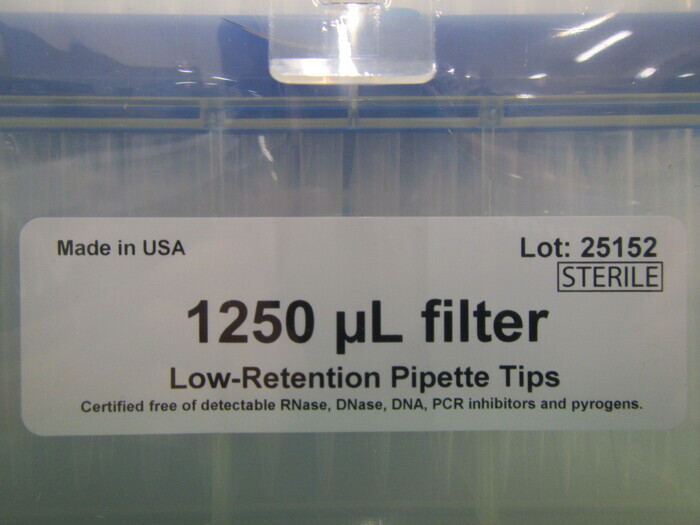 Made in USA
Lot: 25152
STERILE
1250 µL filter
Low-Retention Pipette Tips
Certified free of detectable RNase, DNase, DNA, PCR inhibitors and pyrogens.